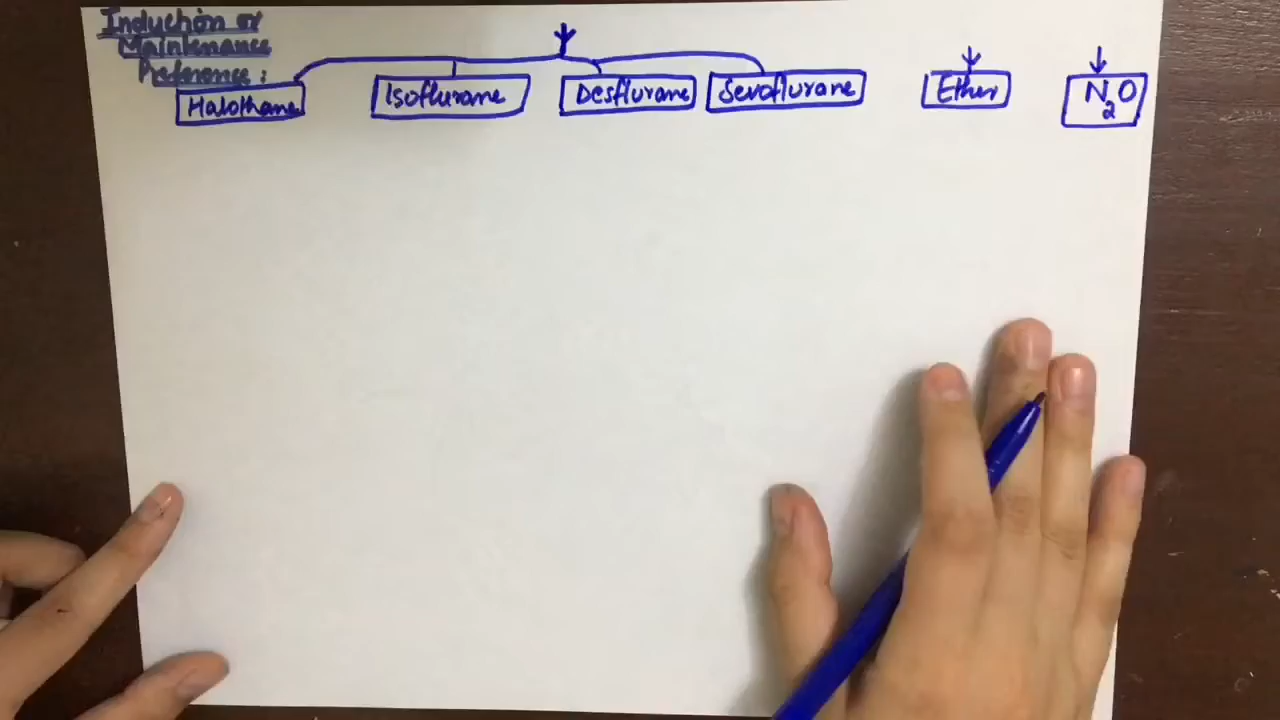 Induction or
Maintenance
Preference:
Halothane
Isoflurane
Desflurane
Sevoflurane
Ether
N2O